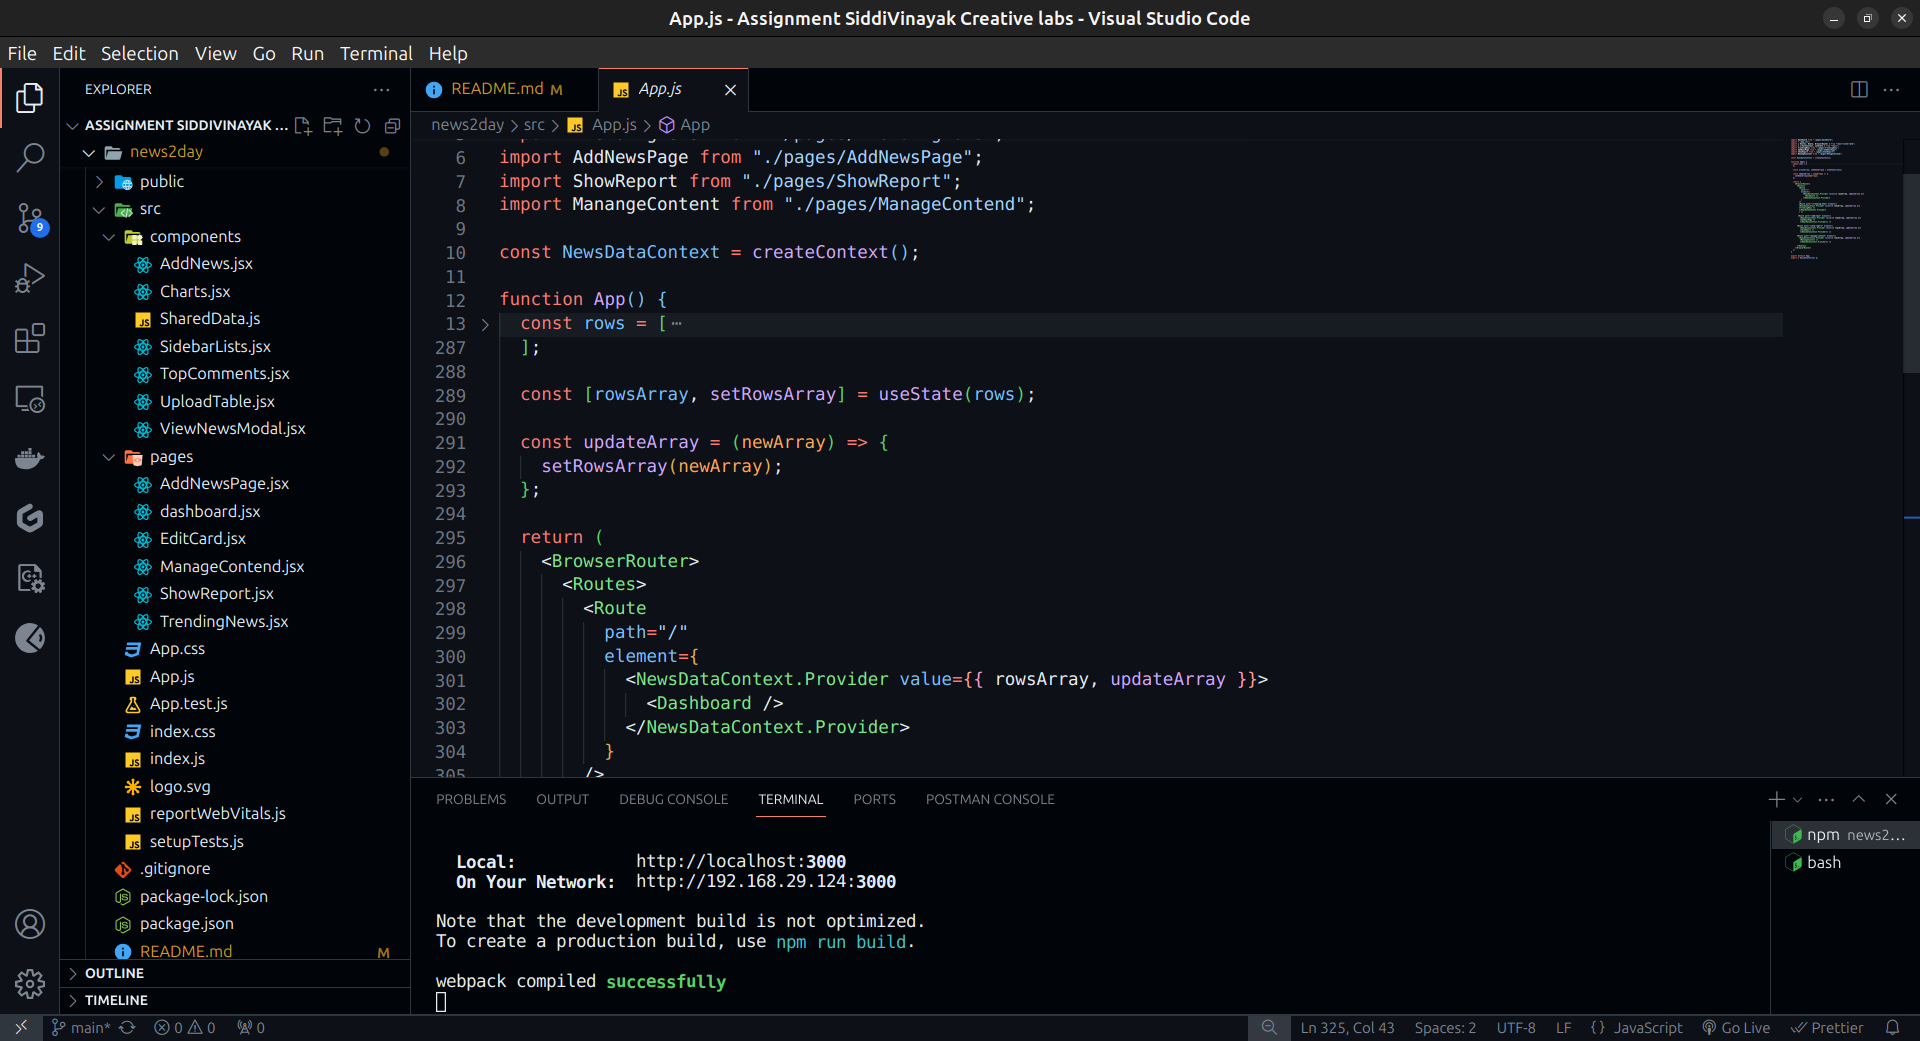 App.js - Assignment SiddiVinayak Creative labs - Visual Studio Code
File Edit Selection View Go Run Terminal Help
EXPLORER
ASSIGNMENT SIDDIVINAYAK ...
news2day
public
src
components
AddNews.jsx
Charts.jsx
SharedData.js
SidebarLists.jsx
TopComments.jsx
UploadTable.jsx
ViewNewsModal.jsx
pages
AddNewsPage.jsx
dashboard.jsx
EditCard.jsx
ManageContend.jsx
ShowReport.jsx
TrendingNews.jsx
App.css
App.js
App.test.js
index.css
index.js
logo.svg
reportWebVitals.js
setupTests.js
.gitignore
package-lock.json
package.json
README.md M
OUTLINE
TIMELINE
9
README.md M
App.js
news2day > src > App.js > App
6 import AddNewsPage from "./pages/AddNewsPage";
7 import ShowReport from "./pages/ShowReport";
8 import ManangeContent from "./pages/ManageContend";
9
10 const NewsDataContext = createContext();
11
12 function App() {
13 const rows = [ ⋯
287 ];
288
289 const [rowsArray, setRowsArray] = useState(rows);
290
291 const updateArray = (newArray) => {
292 setRowsArray(newArray);
293 };
294
295 return (
296 <BrowserRouter>
297 <Routes>
298 <Route
299 path="/"
300 element={
301 <NewsDataContext.Provider value={{ rowsArray, updateArray }}>
302 <Dashboard />
303 </NewsDataContext.Provider>
304 }
305 />
PROBLEMS OUTPUT DEBUG CONSOLE TERMINAL PORTS POSTMAN CONSOLE
Local: http://localhost:3000
On Your Network: http://192.168.29.124:3000
Note that the development build is not optimized.
To create a production build, use npm run build.
webpack compiled successfully
npm news2...
bash
main* 0 0 0
Ln 325, Col 43 Spaces: 2 UTF-8 LF {} JavaScript Go Live Prettier